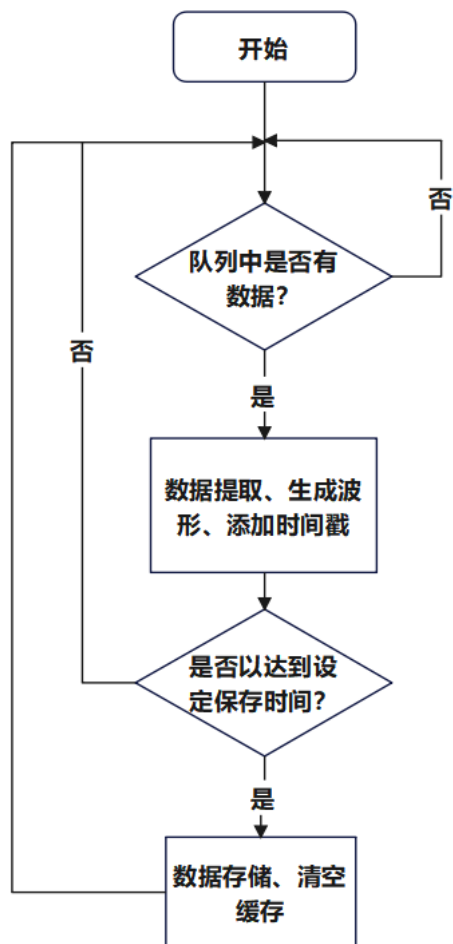 开始
否
队列中是否有
数据？
否
是
数据提取、生成波
形、添加时间戳
是否以达到设
定保存时间？
是
数据存储、清空
缓存